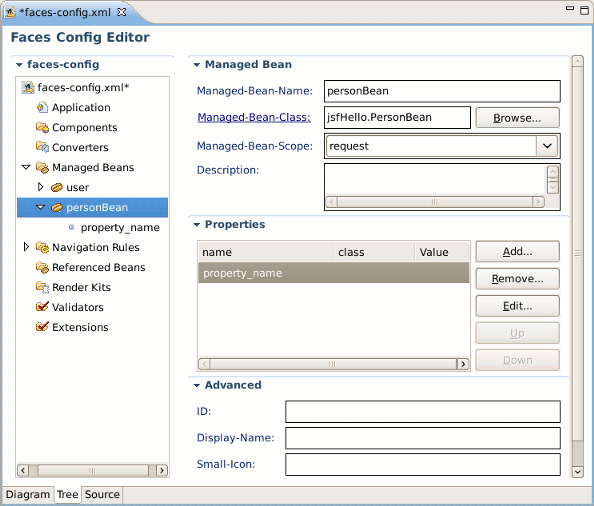 *faces-config.xml
Faces Config Editor
faces-config
faces-config.xml*
Application
Components
Converters
Managed Beans
user
personBean
property_name
Navigation Rules
Referenced Beans
Render Kits
Validators
Extensions
Managed Bean
Managed-Bean-Name: personBean
Managed-Bean-Class: jsfHello.PersonBean Browse...
Managed-Bean-Scope: request
Description:
Properties
name class Value
property_name
Add...
Remove...
Edit...
Up
Down
Advanced
ID:
Display-Name:
Small-Icon:
Diagram Tree Source